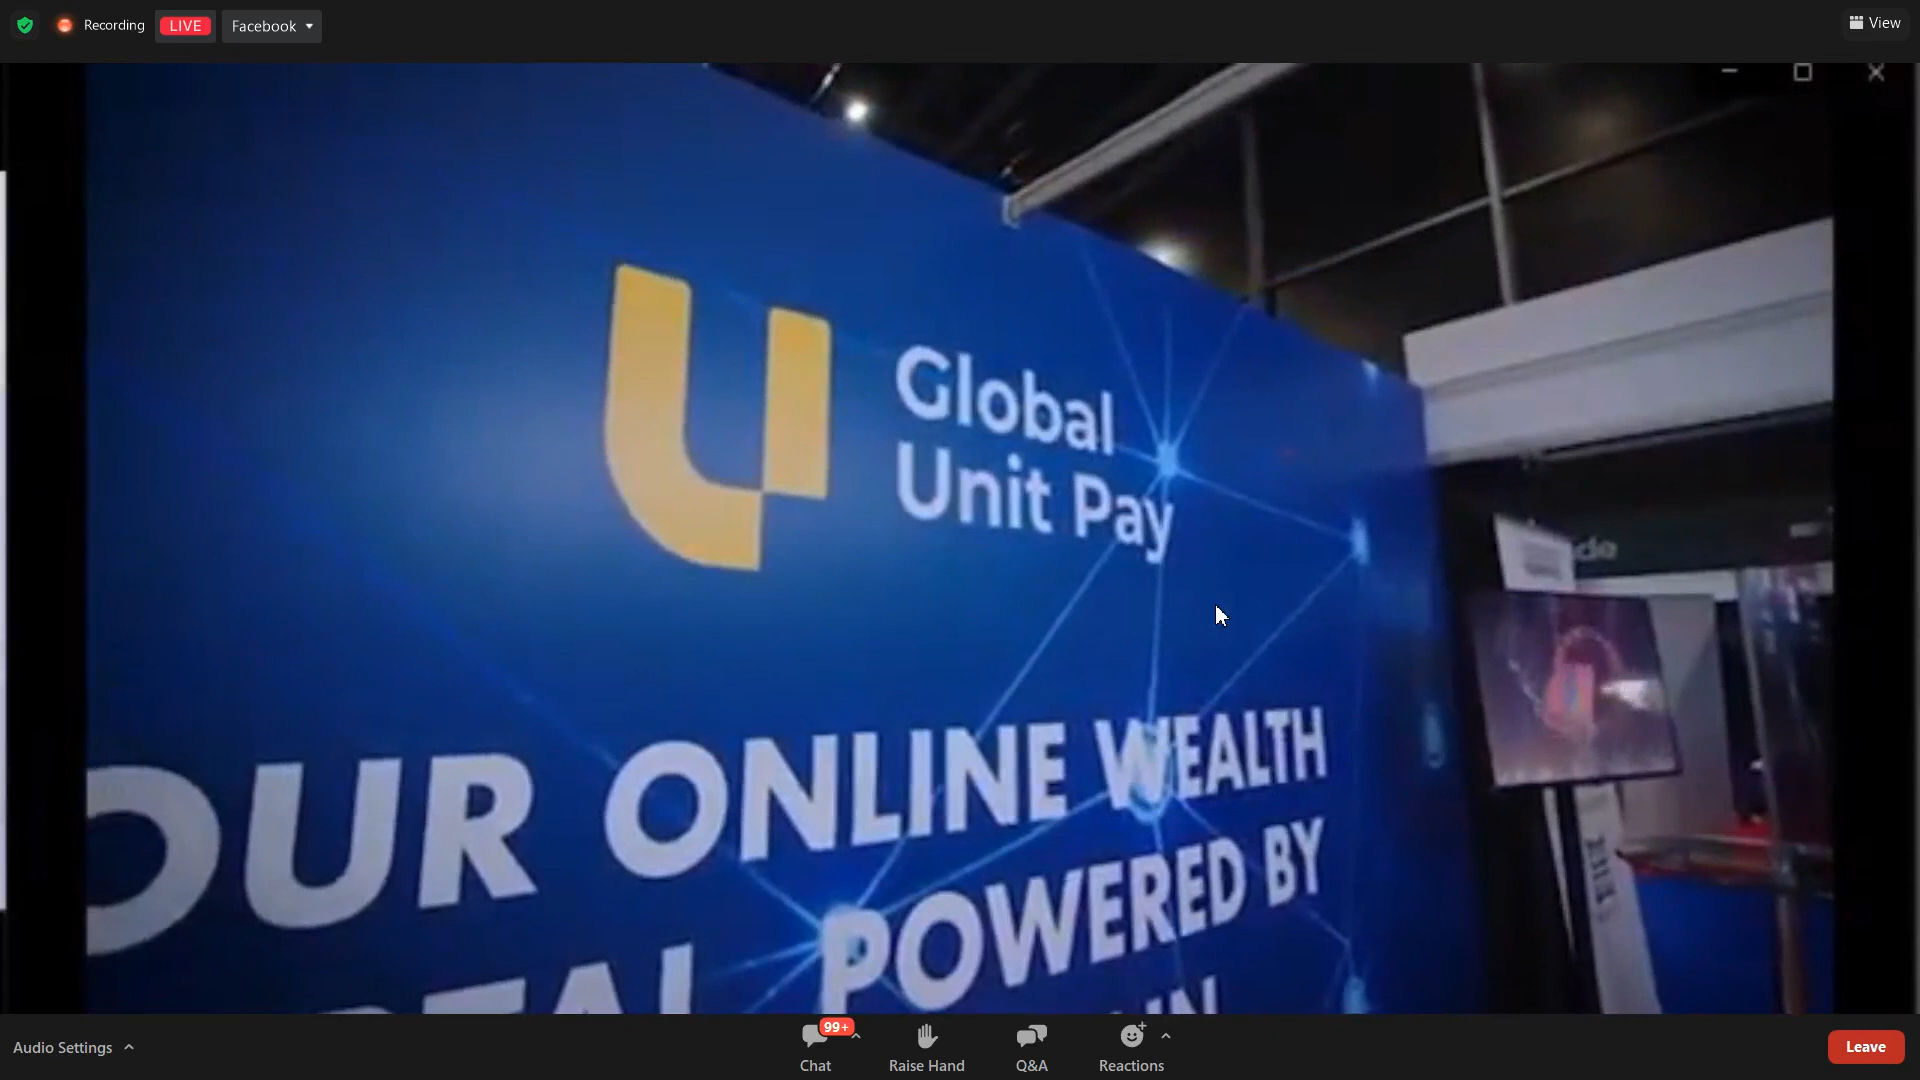 Recording
LIVE
Facebook
View
Global
Unit Pay
OUR ONLINE WEALTH
POWERED BY
Audio Settings
99+
Chat
Raise Hand
Q&A
Reactions
Leave